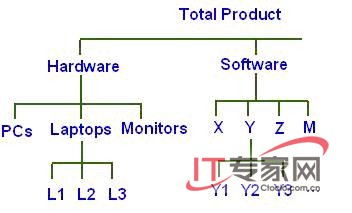 Total Product
Hardware Software
PCs Laptops Monitors X Y Z M
L1 L2 L3 Y1 Y2 Y3
IT专家网